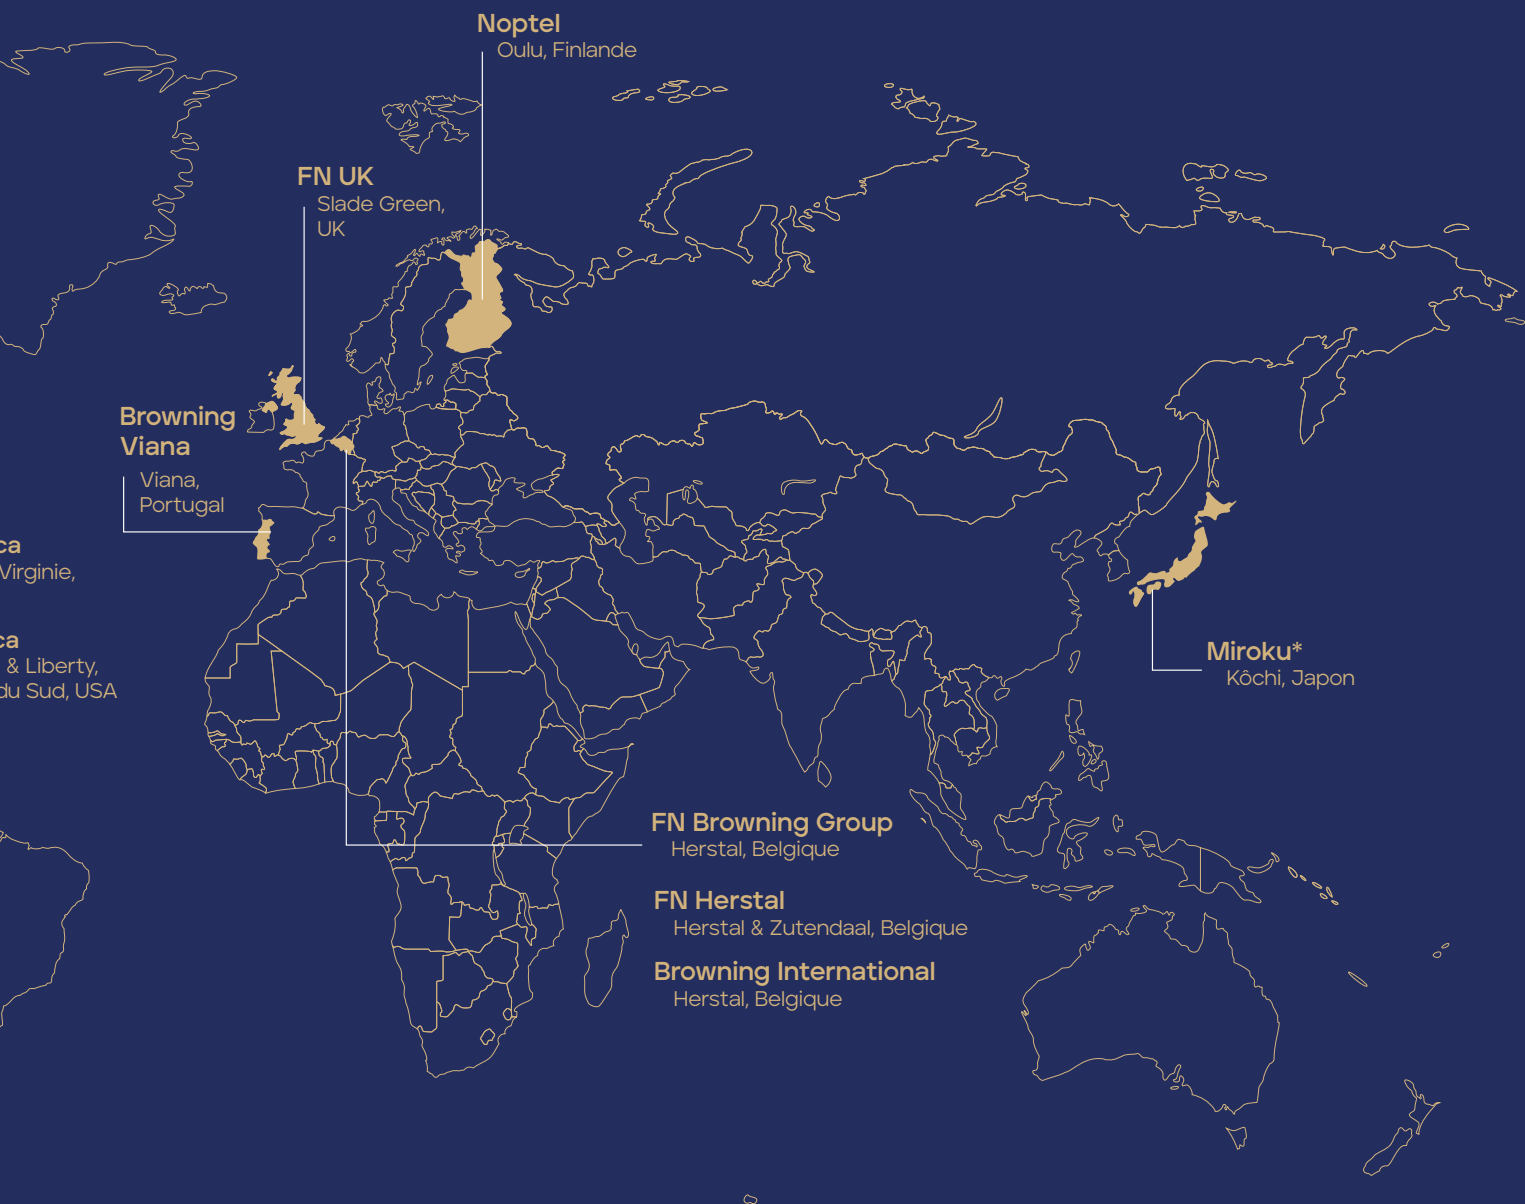 Noptel
Oulu, Finlande
FN UK
Slade Green,
UK
Browning
Viana
Viana,
Portugal
ca
Virginie,
ca
& Liberty,
du Sud, USA
Miroku*
Kôchi, Japon
FN Browning Group
Herstal, Belgique
FN Herstal
Herstal & Zutendaal, Belgique
Browning International
Herstal, Belgique